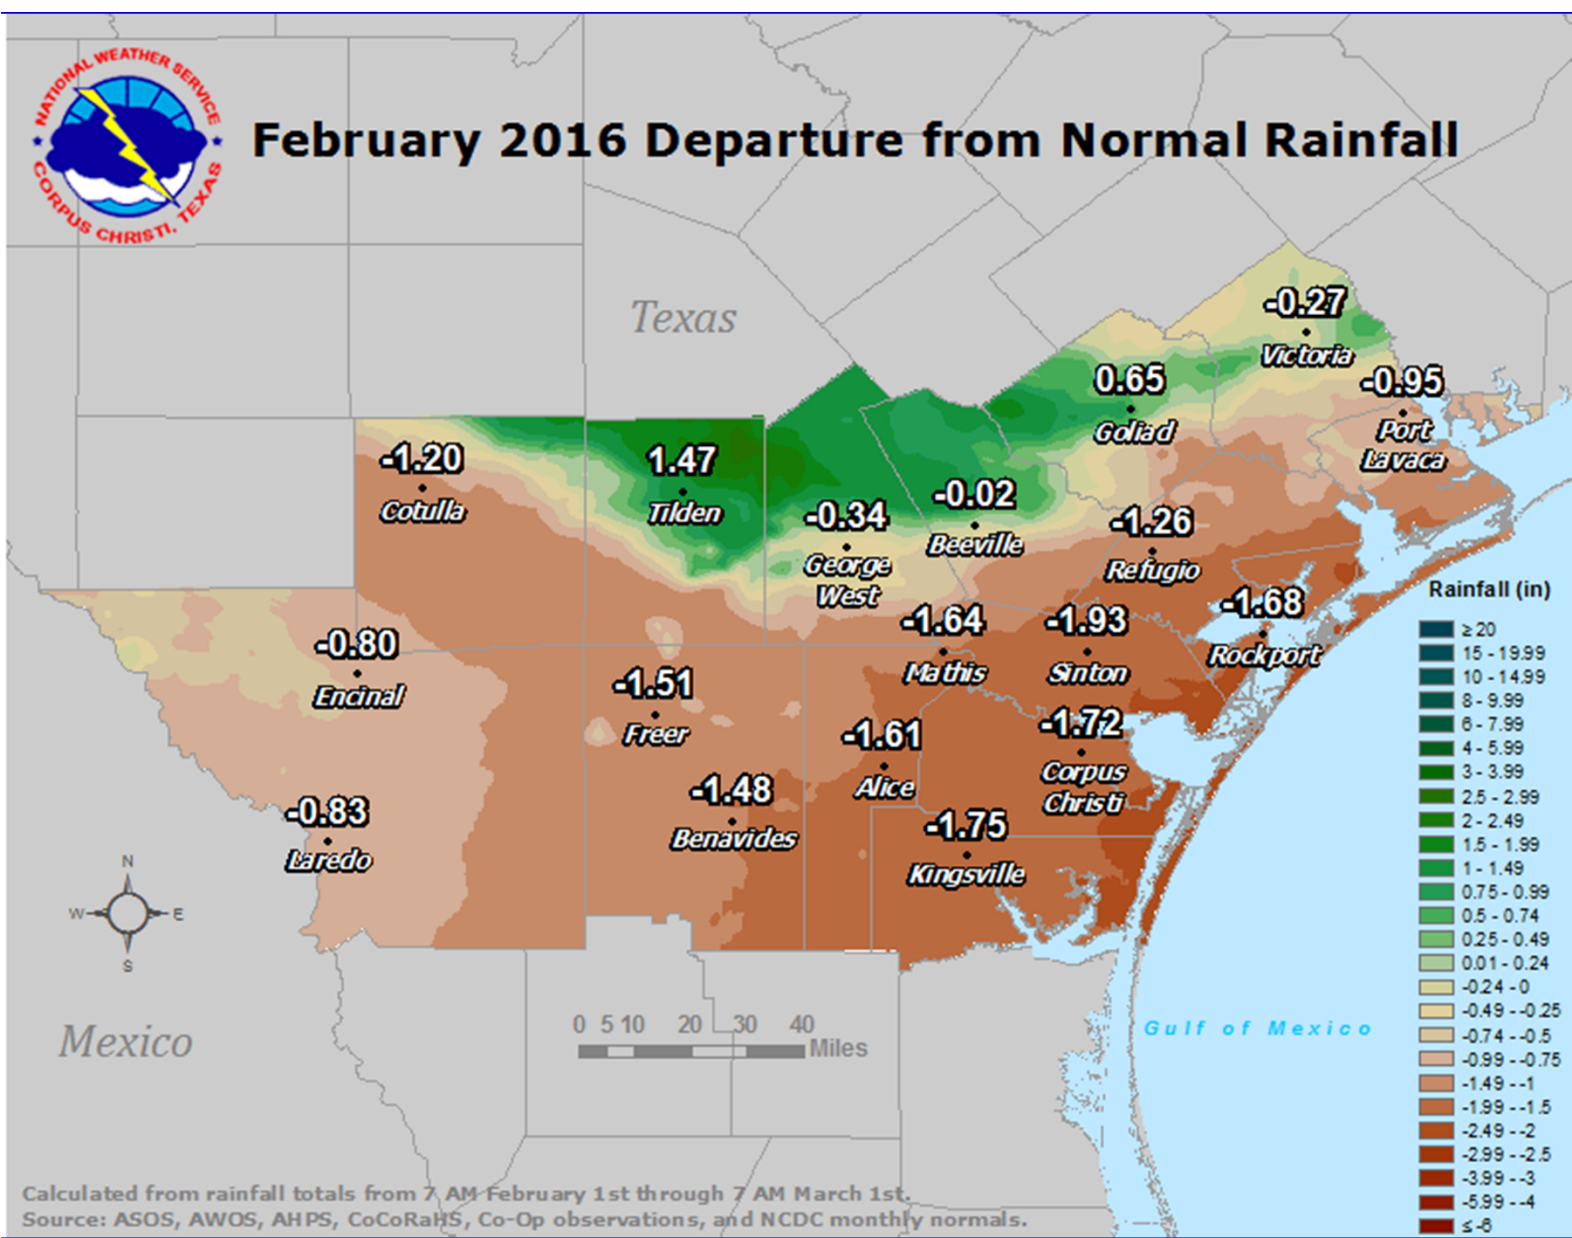 NATIONAL WEATHER SERVICE
CORPUS CHRISTI, TEXAS
February 2016 Departure from Normal Rainfall
Texas
-0.27
Victoria
0.65
Goliad
-0.95
Port
Lavaca
-1.20
Cotulla
1.47
Tilden
-0.34
George
West
-0.02
Beeville
-1.26
Refugio
-0.80
Encinal
-1.51
Freer
-1.64
Mathis
-1.93
Sinton
-1.68
Rockport
-0.83
Laredo
-1.48
Benavides
-1.61
Alice
-1.72
Corpus
Christi
-1.75
Kingsville
N
W E
S
Mexico
0 5 10 20 30 40
Miles
Gulf of Mexico
Rainfall (in)
≥ 20
15 - 19.99
10 - 14.99
8 - 9.99
6 - 7.99
4 - 5.99
3 - 3.99
2.5 - 2.99
2 - 2.49
1.5 - 1.99
1 - 1.49
0.75 - 0.99
0.5 - 0.74
0.25 - 0.49
0.01 - 0.24
-0.24 - 0
-0.49 - -0.25
-0.74 - -0.5
-0.99 - -0.75
-1.49 - -1
-1.99 - -1.5
-2.49 - -2
-2.99 - -2.5
-3.99 - -3
-5.99 - -4
≤ -6
Calculated from rainfall totals from 7 AM February 1st through 7 AM March 1st.
Source: ASOS, AWOS, AHPS, CoCoRaHS, Co-Op observations, and NCDC monthly normals.